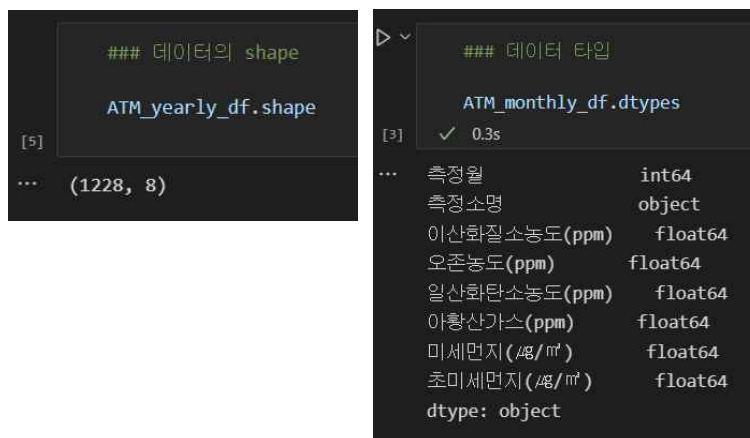 ### 데이터의 shape
ATM_yearly_df.shape
[5]
... (1228, 8)
### 데이터 타입
ATM_monthly_df.dtypes
[3] ✓ 0.3s
... 측정월 int64
측정소명 object
이산화질소농도(ppm) float64
오존농도(ppm) float64
일산화탄소농도(ppm) float64
아황산가스(ppm) float64
미세먼지(㎍/㎥) float64
초미세먼지(㎍/㎥) float64
dtype: object